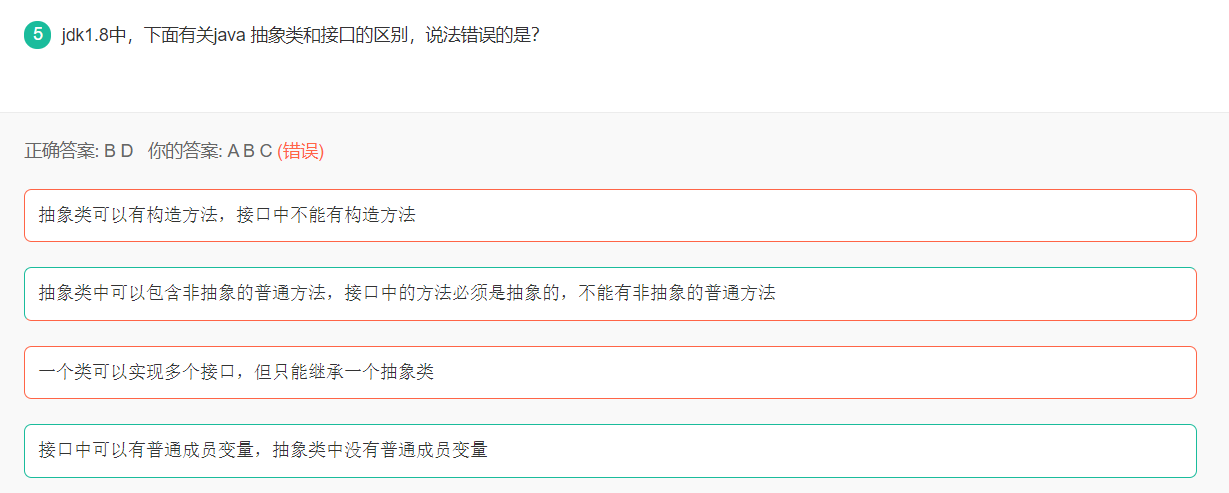 5 jdk1.8中，下面有关java 抽象类和接口的区别，说法错误的是？
正确答案: B D 你的答案: A B C (错误)
抽象类可以有构造方法，接口中不能有构造方法
抽象类中可以包含非抽象的普通方法，接口中的方法必须是抽象的，不能有非抽象的普通方法
一个类可以实现多个接口，但只能继承一个抽象类
接口中可以有普通成员变量，抽象类中没有普通成员变量